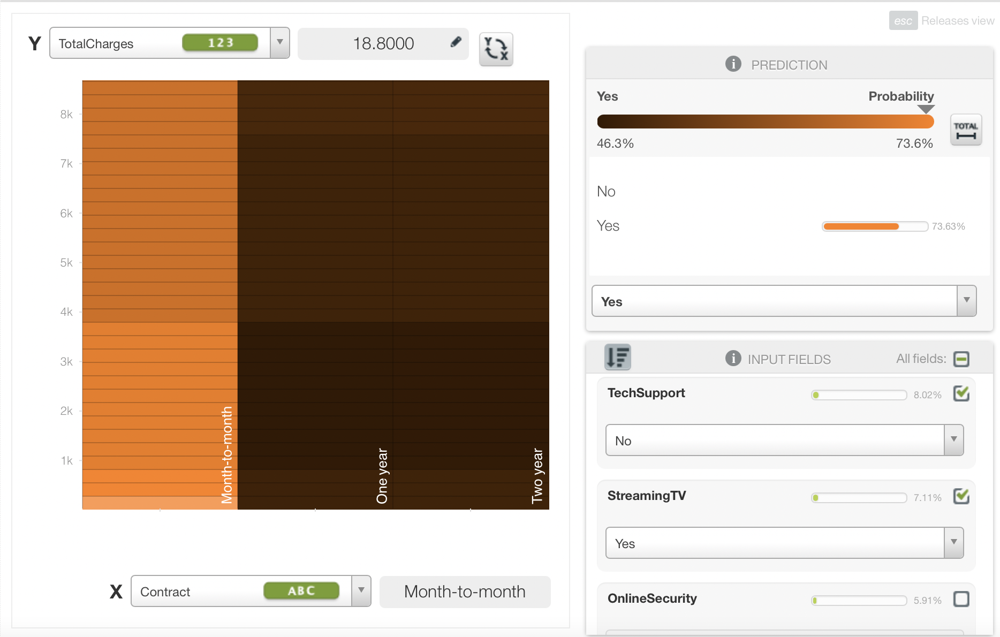 esc Releases view
Y TotalCharges 123 18.8000 Y X
8k
7k
6k
5k
4k
3k
2k
1k
Month-to-month
One year
Two year
X Contract ABC Month-to-month
i PREDICTION
Yes Probability
TOTAL
46.3% 73.6%
No
Yes 73.63%
Yes
i INPUT FIELDS All fields:
TechSupport 8.02%
No
StreamingTV 7.11%
Yes
OnlineSecurity 5.91%